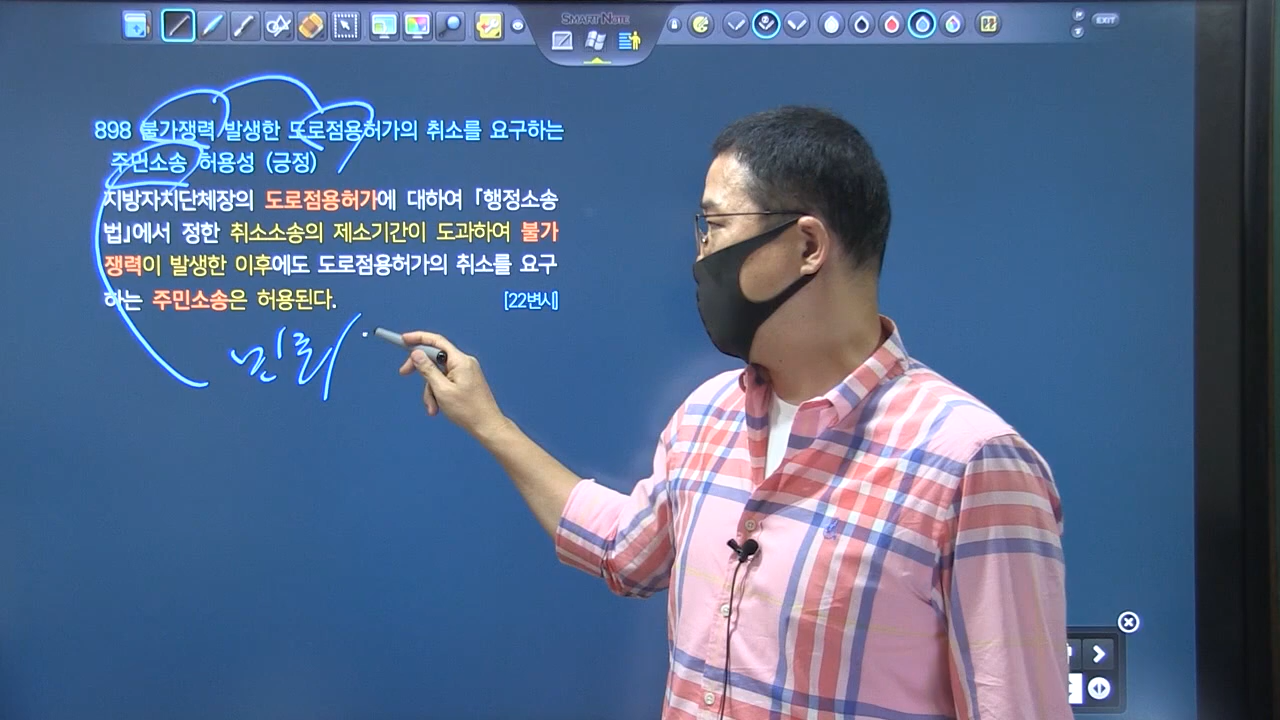 SMART NOTE
EXIT
898 불가쟁력 발생한 도로점용허가의 취소를 요구하는
주민소송 허용성 (긍정)
지방자치단체장의 도로점용허가에 대하여 「행정소송
법」에서 정한 취소소송의 제소기간이 도과하여 불가
쟁력이 발생한 이후에도 도로점용허가의 취소를 요구
하는 주민소송은 허용된다. [22변시]